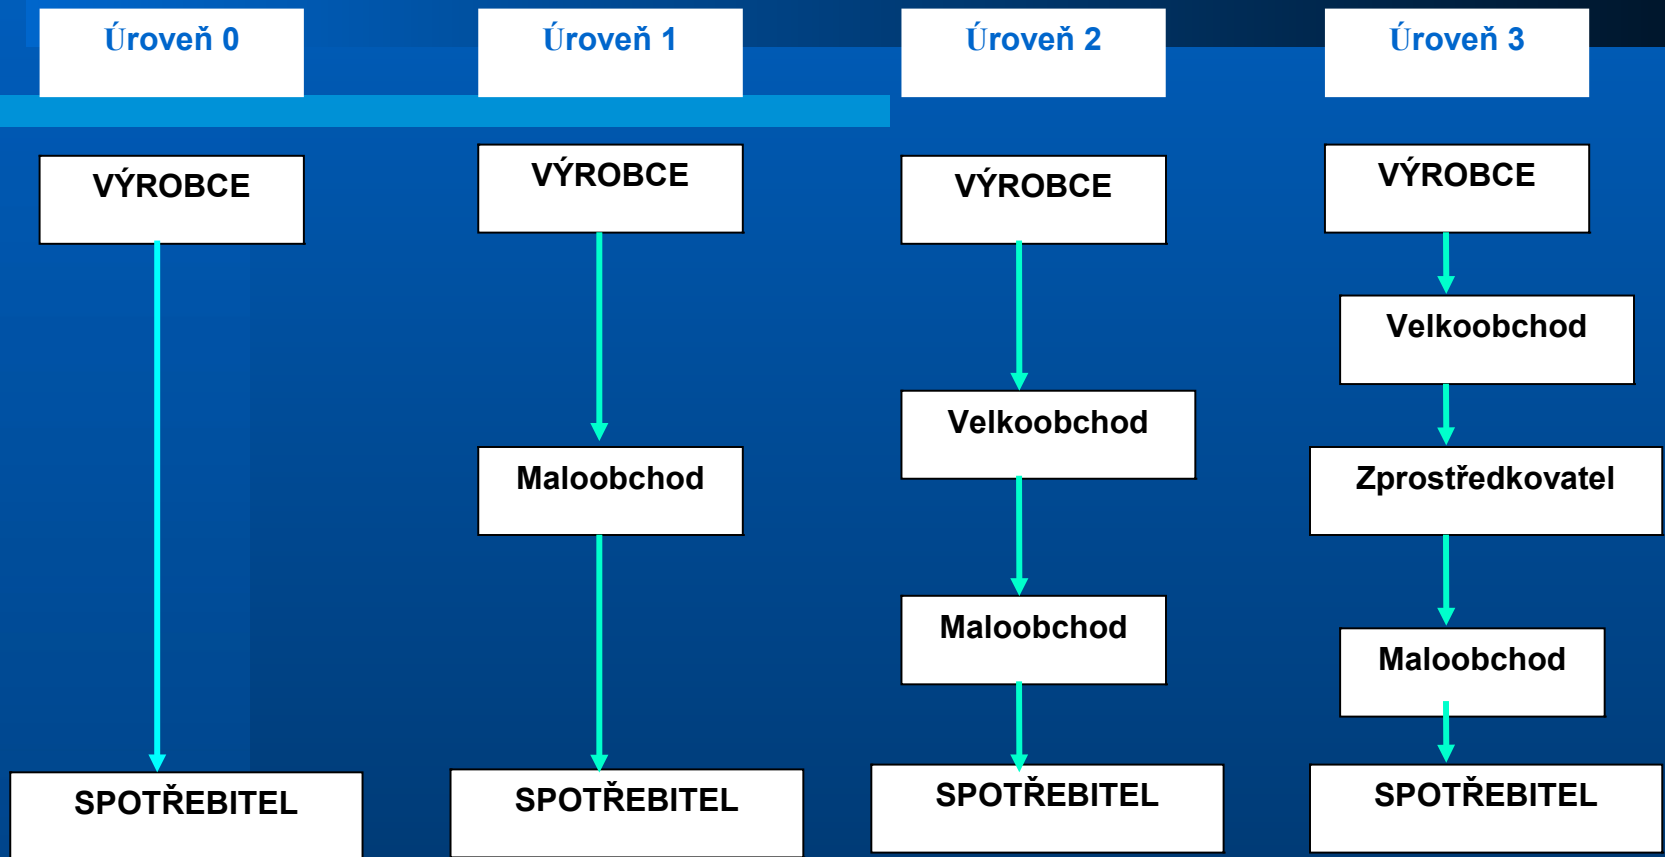 Úroveň 0
Úroveň 1
Úroveň 2
Úroveň 3
VÝROBCE
VÝROBCE
VÝROBCE
VÝROBCE
Velkoobchod
Velkoobchod
Maloobchod
Zprostředkovatel
Maloobchod
Maloobchod
SPOTŘEBITEL
SPOTŘEBITEL
SPOTŘEBITEL
SPOTŘEBITEL